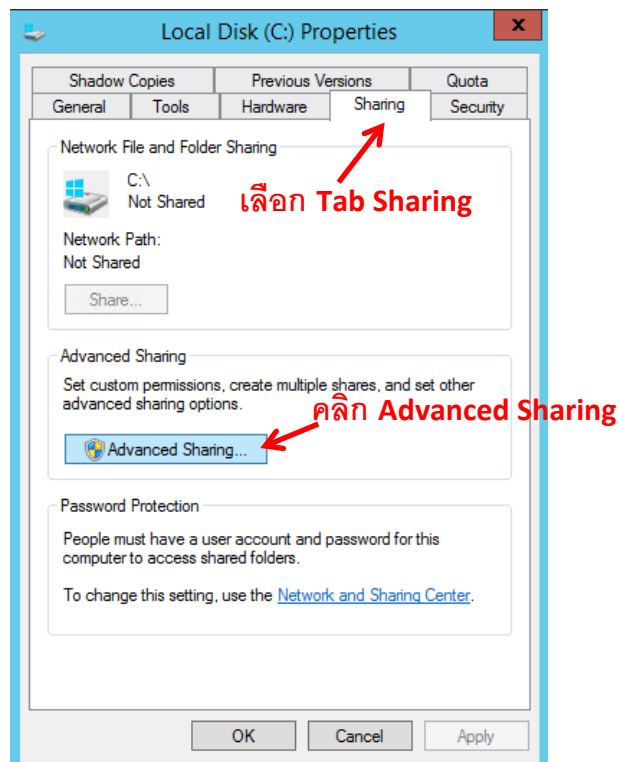 Local Disk (C:) Properties
x
Shadow Copies
Previous Versions
Quota
General
Tools
Hardware
Sharing
Security
Network File and Folder Sharing
C:\
Not Shared
เลือก Tab Sharing
Network Path:
Not Shared
Share...
Advanced Sharing
Set custom permissions, create multiple shares, and set other
advanced sharing options.
คลิก Advanced Sharing
Advanced Sharing...
Password Protection
People must have a user account and password for this
computer to access shared folders.
To change this setting, use the Network and Sharing Center.
OK
Cancel
Apply